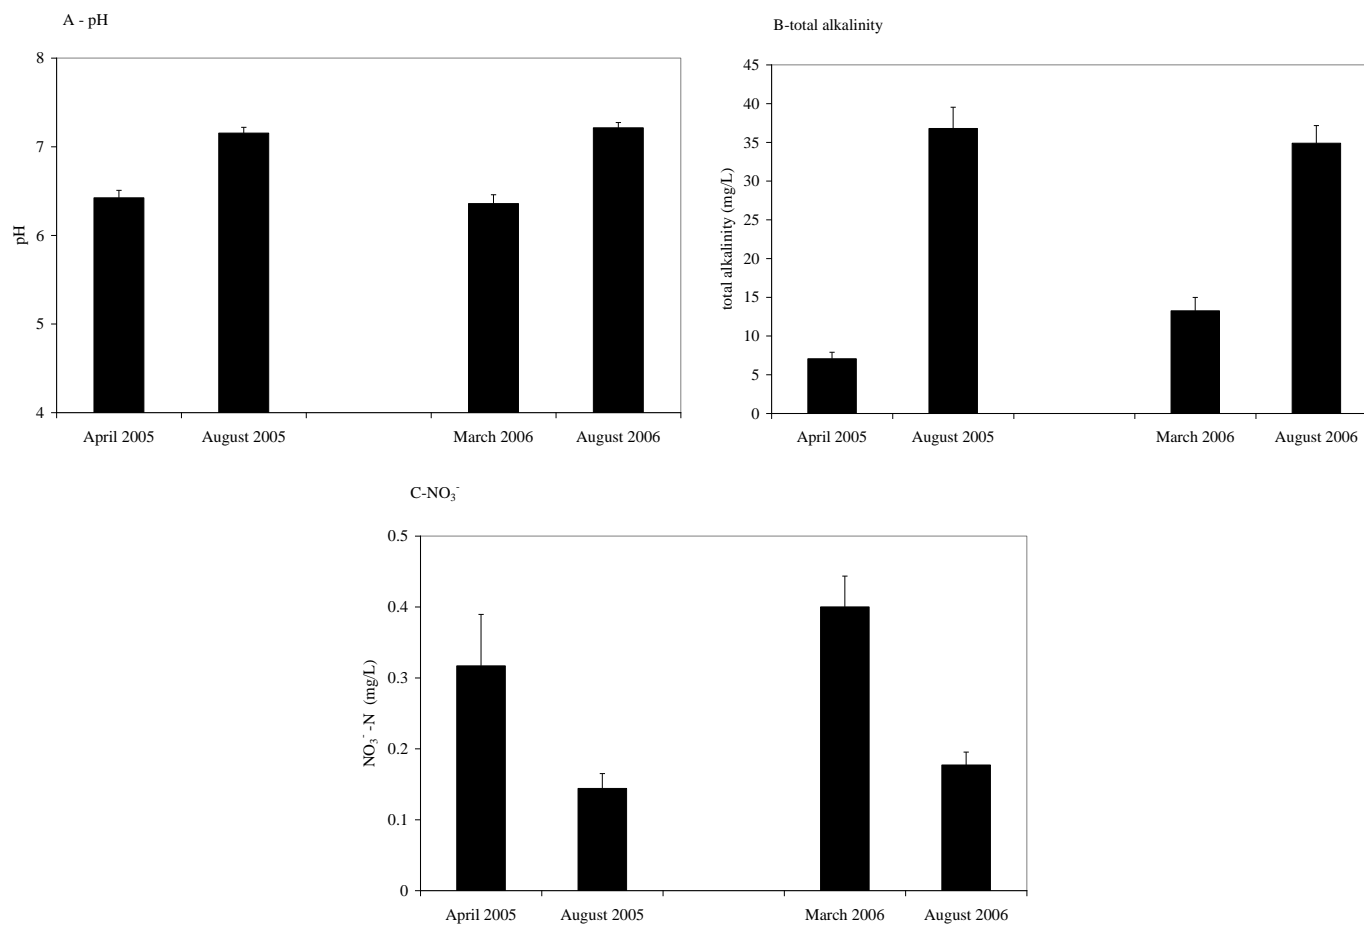 A - pH
8
7
6
5
4
pH
April 2005
August 2005
March 2006
August 2006
B-total alkalinity
45
40
35
30
25
20
15
10
5
0
total alkalinity (mg/L)
April 2005
August 2005
March 2006
August 2006
C-NO₃⁻
0.5
0.4
0.3
0.2
0.1
0
NO₃⁻ -N (mg/L)
April 2005
August 2005
March 2006
August 2006